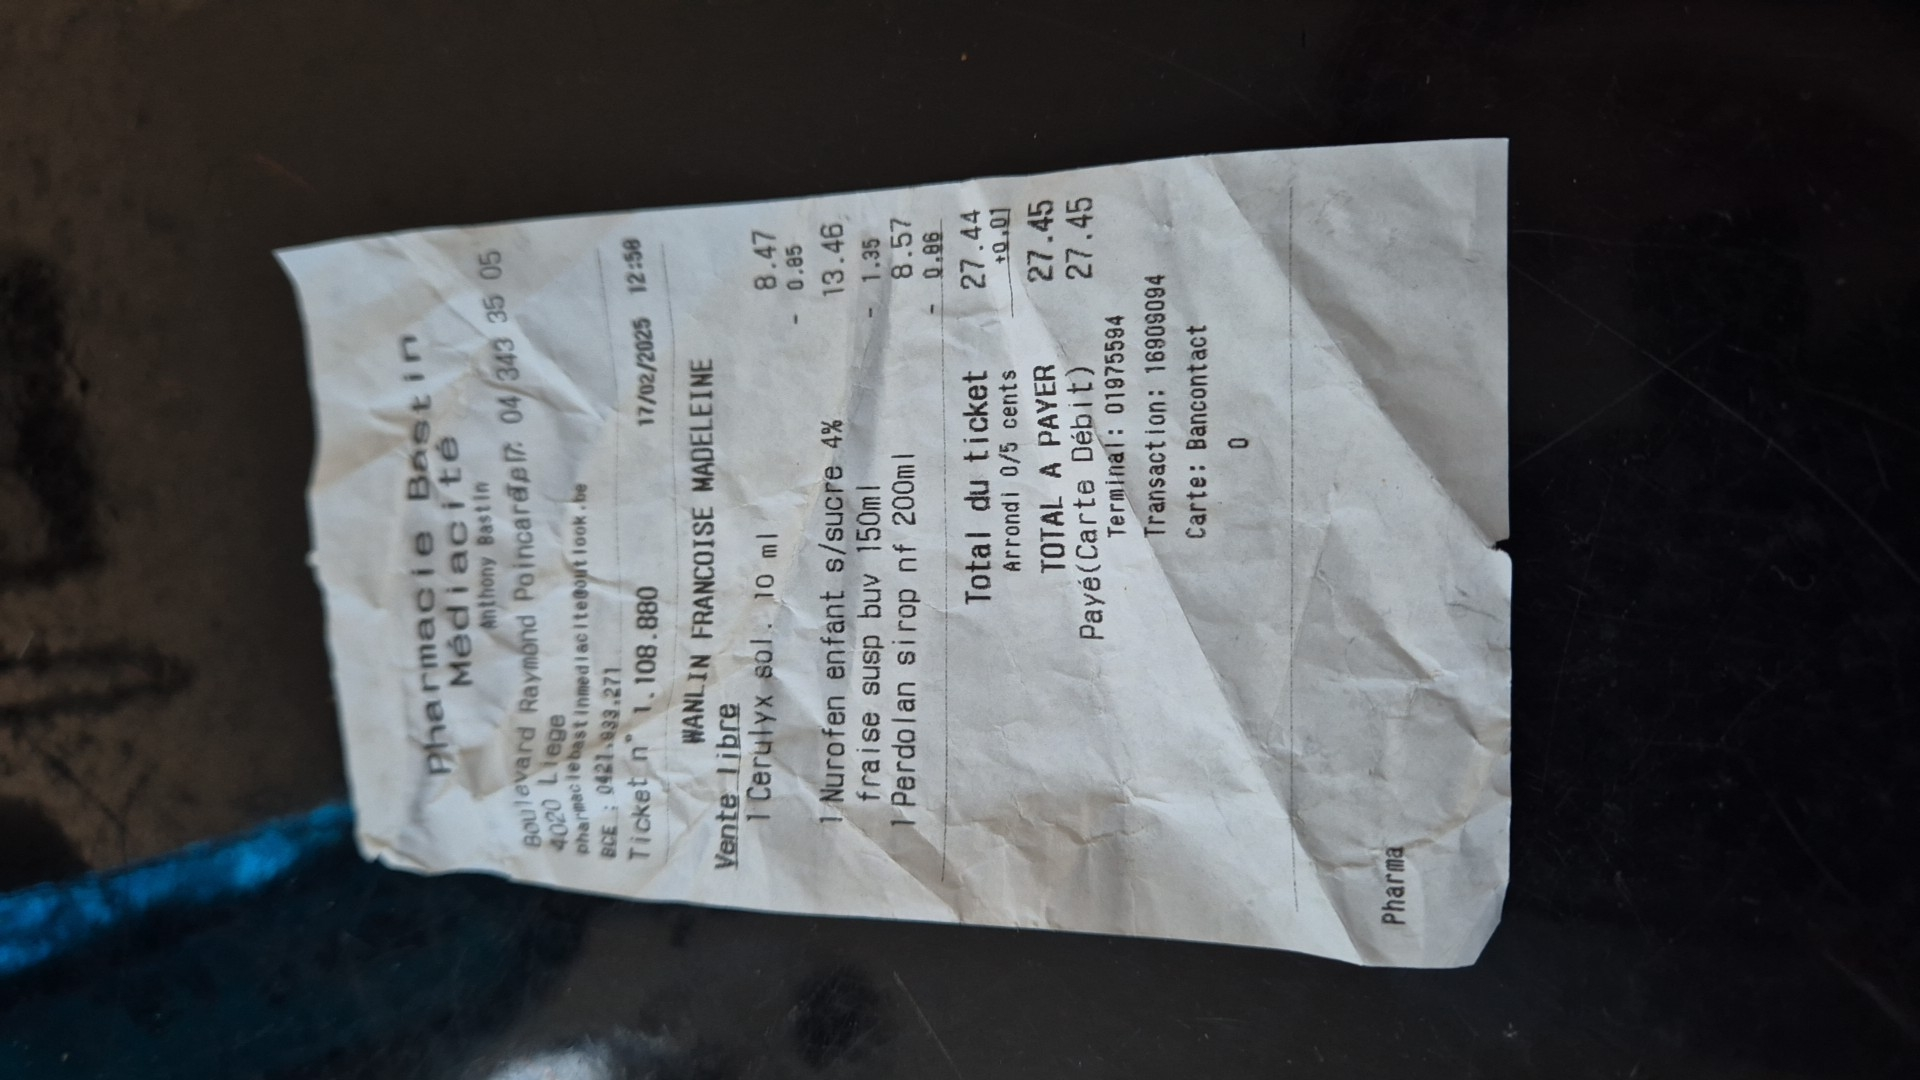 Pharmacie Bastin
Médiacité
Anthony Bastin
Boulevard Raymond Poincaré 04/343 35 05
4020 Liège
pharmaciebastinmediacite@outlook.be
BCE : 0421.933.271
Ticket n° 1.108.880 17/02/2025 12:50
WANLIN FRANCOISE MADELEINE
Vente libre
1 Cerulyx sol. 10 ml 8.47
- 0.85
1 Nurofen enfant s/sucre 4% 13.46
fraise susp buv 150ml - 1.35
1 Perdolan sirop nf 200ml 8.57
- 0.86
Total du ticket 27.44
Arrondi 0/5 cents +0.01
TOTAL A PAYER 27.45
Payé(Carte Débit) 27.45
Terminal: 01975594
Transaction: 16909094
Carte: Bancontact
0
Pharma